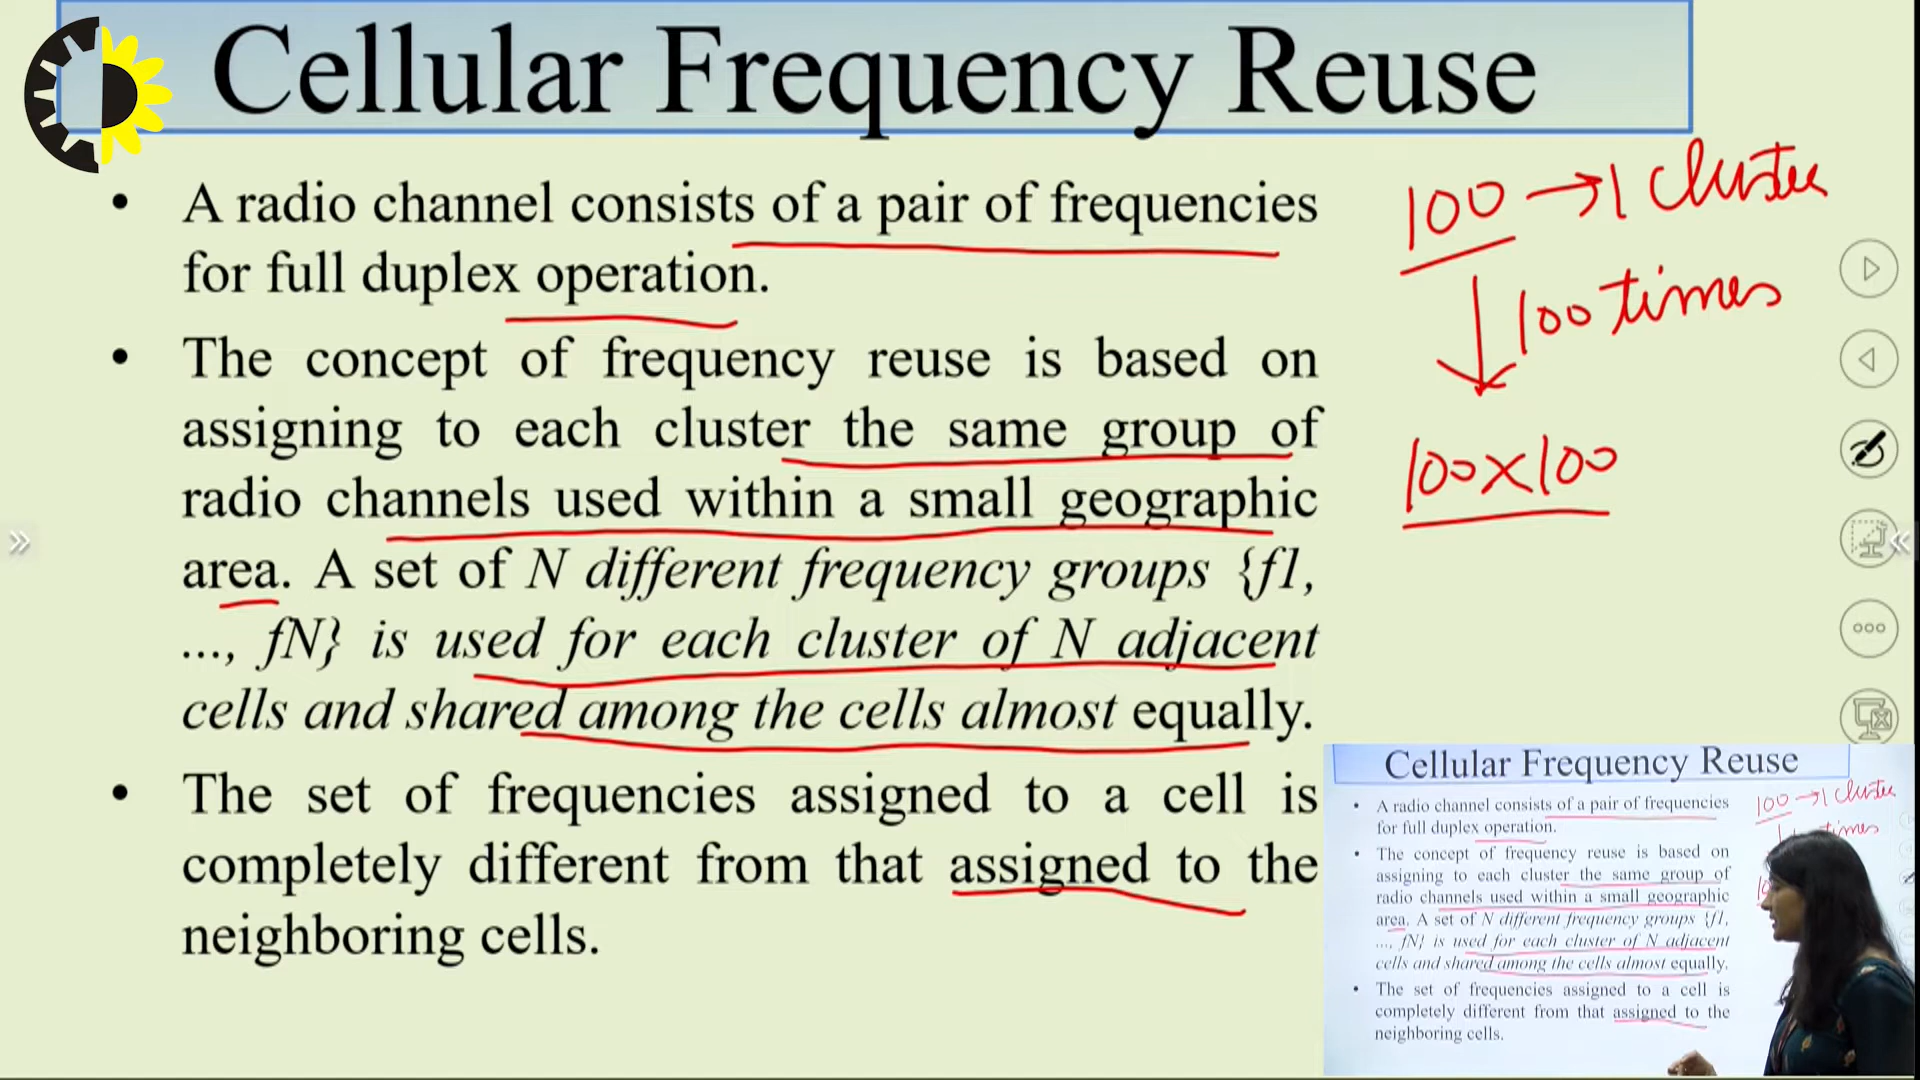 Cellular Frequency Reuse
• A radio channel consists of a pair of frequencies
for full duplex operation.
• The concept of frequency reuse is based on
assigning to each cluster the same group of
radio channels used within a small geographic
area. A set of N different frequency groups {f1,
..., fN} is used for each cluster of N adjacent
cells and shared among the cells almost equally.
• The set of frequencies assigned to a cell is
completely different from that assigned to the
neighboring cells.
100 → 1 cluster
↓ 100 times
100×100
Cellular Frequency Reuse
• A radio channel consists of a pair of frequencies
for full duplex operation.
• The concept of frequency reuse is based on
assigning to each cluster the same group of
radio channels used within a small geographic
area. A set of N different frequency groups {f1,
..., fN} is used for each cluster of N adjacent
cells and shared among the cells almost equally.
• The set of frequencies assigned to a cell is
completely different from that assigned to the
neighboring cells.
100 → 1 cluster
times